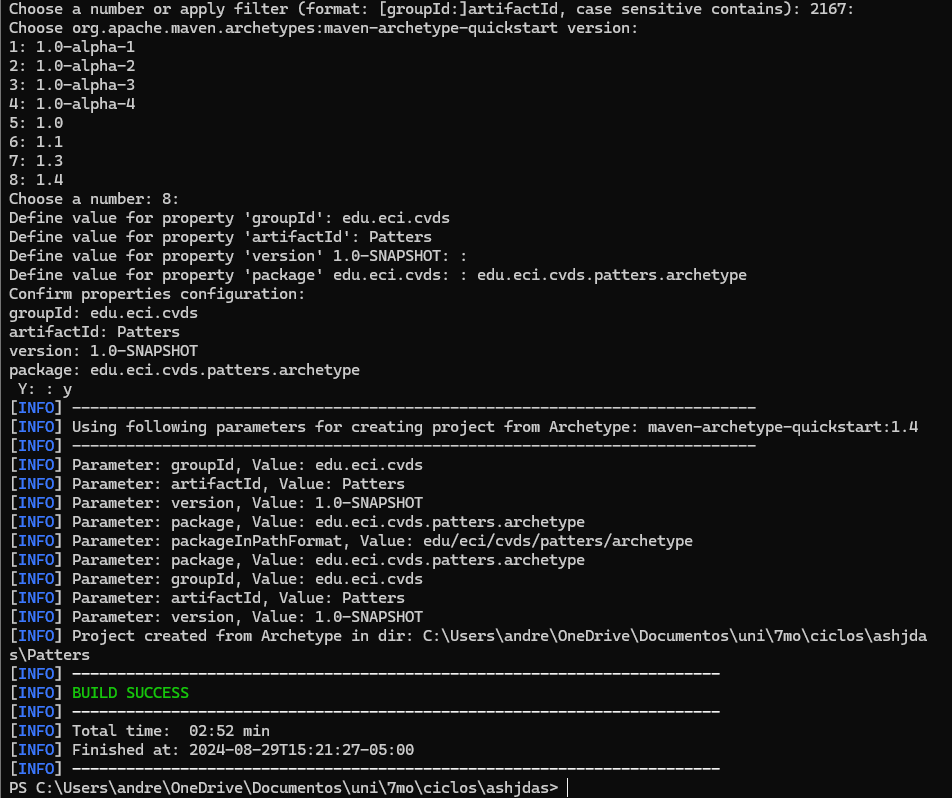 Choose a number or apply filter (format: [groupId:]artifactId, case sensitive contains): 2167:
Choose org.apache.maven.archetypes:maven-archetype-quickstart version:
1: 1.0-alpha-1
2: 1.0-alpha-2
3: 1.0-alpha-3
4: 1.0-alpha-4
5: 1.0
6: 1.1
7: 1.3
8: 1.4
Choose a number: 8:
Define value for property 'groupId': edu.eci.cvds
Define value for property 'artifactId': Patters
Define value for property 'version' 1.0-SNAPSHOT: :
Define value for property 'package' edu.eci.cvds: : edu.eci.cvds.patters.archetype
Confirm properties configuration:
groupId: edu.eci.cvds
artifactId: Patters
version: 1.0-SNAPSHOT
package: edu.eci.cvds.patters.archetype
 Y: : y
[INFO] ----------------------------------------------------------------------------
[INFO] Using following parameters for creating project from Archetype: maven-archetype-quickstart:1.4
[INFO] ----------------------------------------------------------------------------
[INFO] Parameter: groupId, Value: edu.eci.cvds
[INFO] Parameter: artifactId, Value: Patters
[INFO] Parameter: version, Value: 1.0-SNAPSHOT
[INFO] Parameter: package, Value: edu.eci.cvds.patters.archetype
[INFO] Parameter: packageInPathFormat, Value: edu/eci/cvds/patters/archetype
[INFO] Parameter: package, Value: edu.eci.cvds.patters.archetype
[INFO] Parameter: groupId, Value: edu.eci.cvds
[INFO] Parameter: artifactId, Value: Patters
[INFO] Parameter: version, Value: 1.0-SNAPSHOT
[INFO] Project created from Archetype in dir: C:\Users\andre\OneDrive\Documentos\uni\7mo\ciclos\ashjda
s\Patters
[INFO] ------------------------------------------------------------------------
[INFO] BUILD SUCCESS
[INFO] ------------------------------------------------------------------------
[INFO] Total time:  02:52 min
[INFO] Finished at: 2024-08-29T15:21:27-05:00
[INFO] ------------------------------------------------------------------------
PS C:\Users\andre\OneDrive\Documentos\uni\7mo\ciclos\ashjdas>